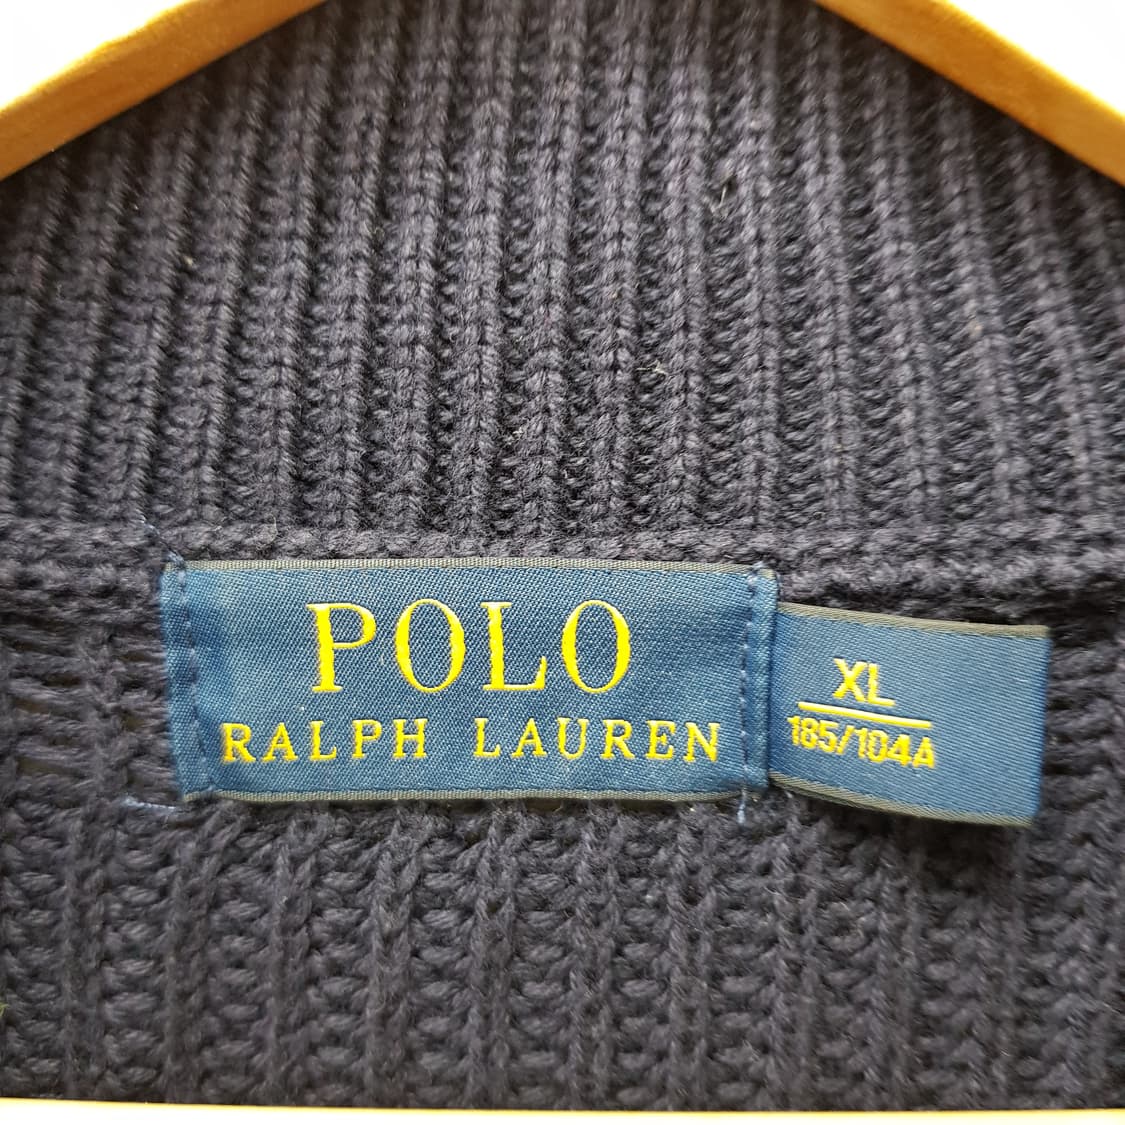 POLO
RALPH LAUREN
XL
185/104A